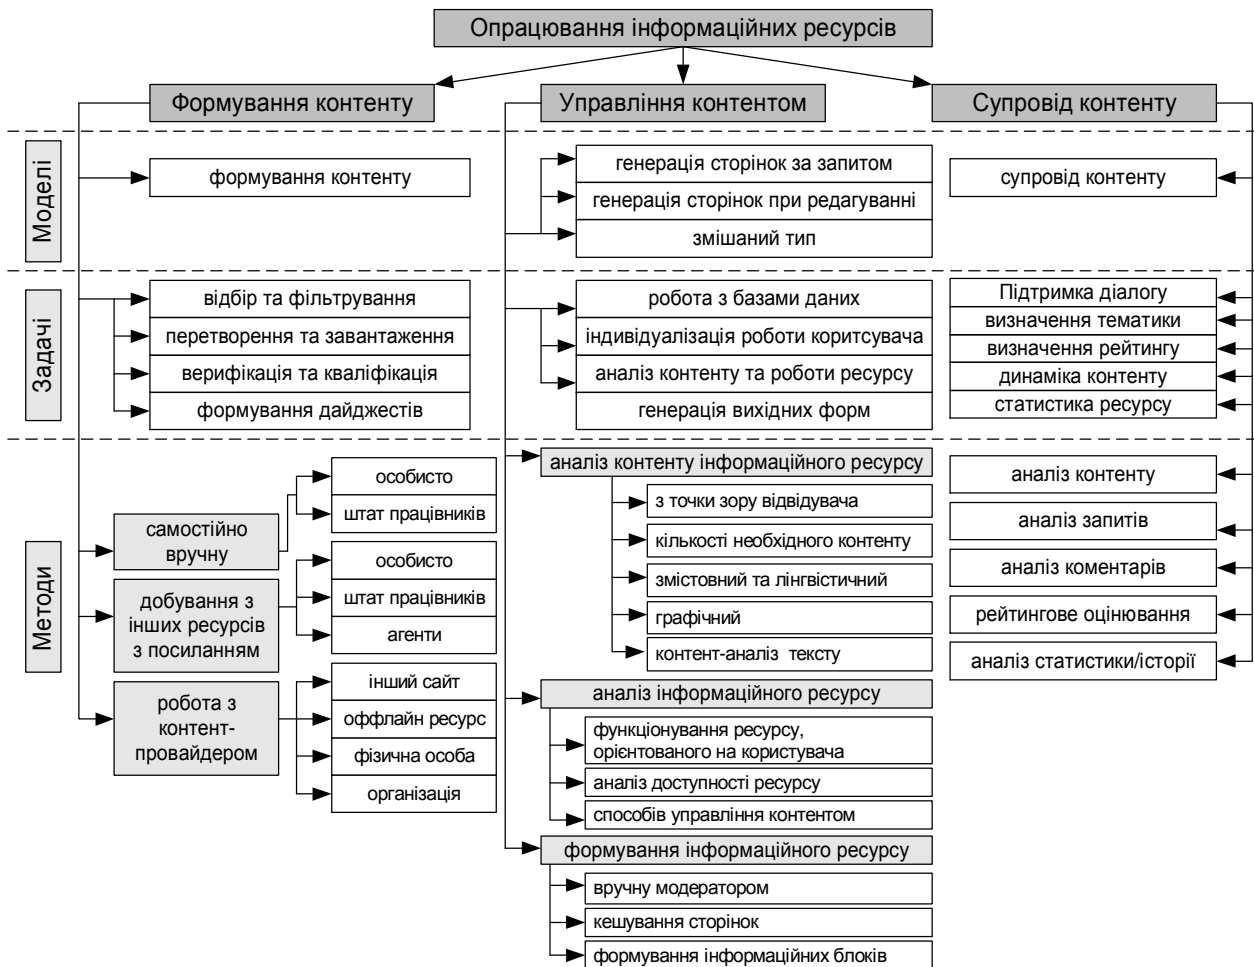 Опрацювання інформаційних ресурсів
Формування контенту
Управління контентом
Супровід контенту
Моделі
формування контенту
генерація сторінок за запитом
генерація сторінок при редагуванні
змішаний тип
супровід контенту
Задачі
відбір та фільтрування
перетворення та завантаження
верифікація та кваліфікація
формування дайджестів
робота з базами даних
індивідуалізація роботи коритсувача
аналіз контенту та роботи ресурсу
генерація вихідних форм
Підтримка діалогу
визначення тематики
визначення рейтингу
динаміка контенту
статистика ресурсу
Методи
самостійно
вручну
особисто
штат працівників
добування з
інших ресурсів
з посиланням
особисто
штат працівників
агенти
робота з
контент-
провайдером
інший сайт
оффлайн ресурс
фізична особа
організація
аналіз контенту інформаційного ресурсу
з точки зору відвідувача
кількості необхідного контенту
змістовний та лінгвістичний
графічний
контент-аналіз тексту
аналіз інформаційного ресурсу
функціонування ресурсу,
орієнтованого на користувача
аналіз доступності ресурсу
способів управління контентом
формування інформаційного ресурсу
вручну модератором
кешування сторінок
формування інформаційних блоків
аналіз контенту
аналіз запитів
аналіз коментарів
рейтингове оцінювання
аналіз статистики/історії